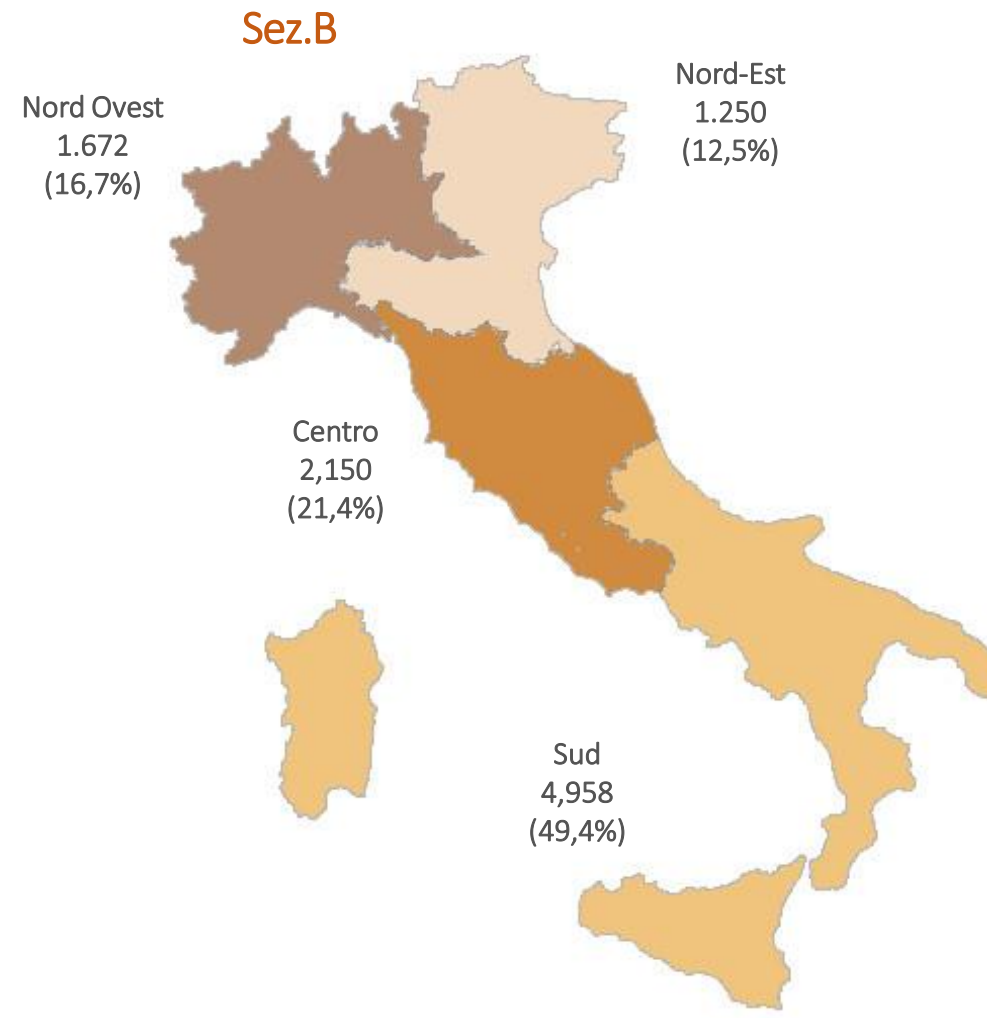 Sez.B
Nord Ovest
1.672
(16,7%)
Nord-Est
1.250
(12,5%)
Centro
2,150
(21,4%)
Sud
4,958
(49,4%)